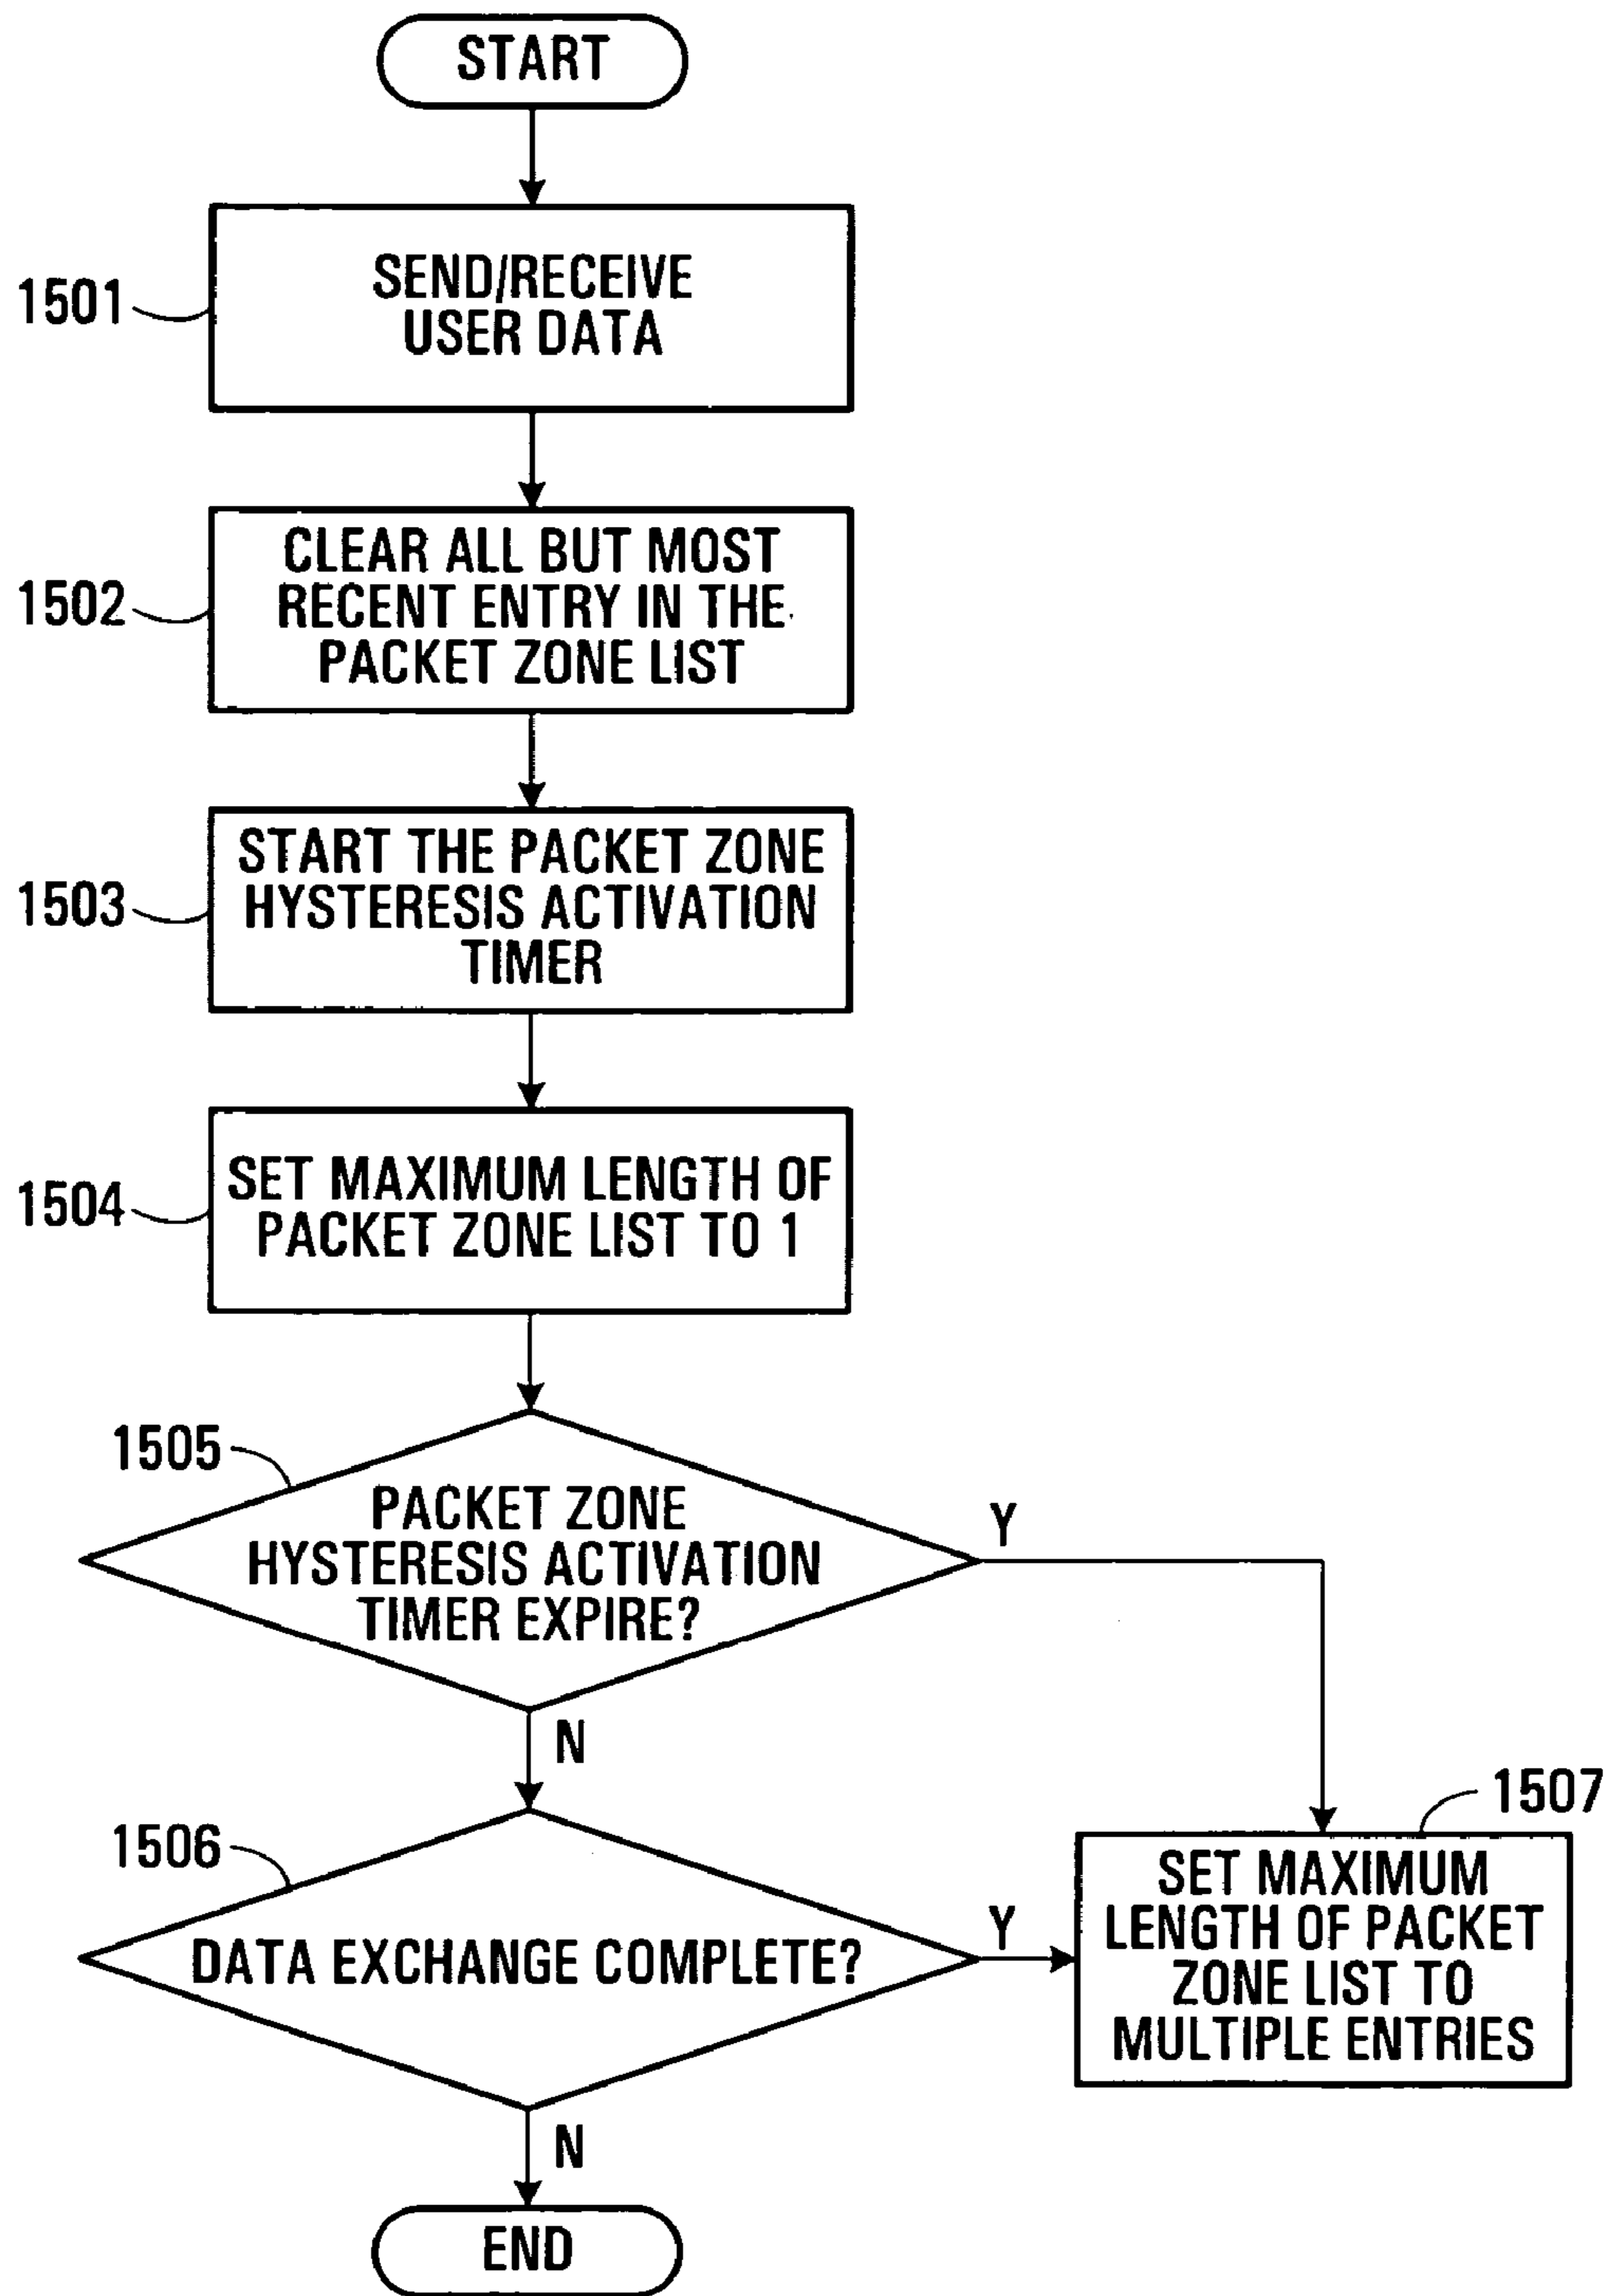 START
1501
SEND/RECEIVE
USER DATA
1502
CLEAR ALL BUT MOST
RECENT ENTRY IN THE
PACKET ZONE LIST
1503
START THE PACKET ZONE
HYSTERESIS ACTIVATION
TIMER
1504
SET MAXIMUM LENGTH OF
PACKET ZONE LIST TO 1
1505
PACKET ZONE
HYSTERESIS ACTIVATION
TIMER EXPIRE?
Y
N
1506
DATA EXCHANGE COMPLETE?
Y
1507
SET MAXIMUM
LENGTH OF PACKET
ZONE LIST TO
MULTIPLE ENTRIES
N
END